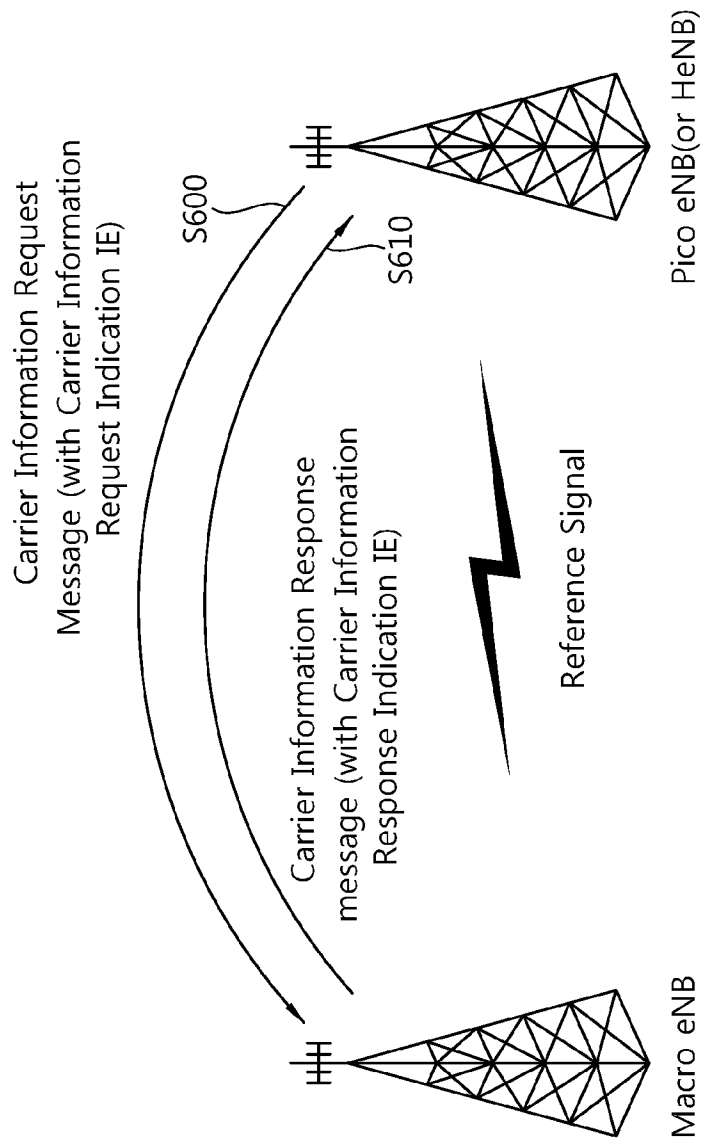 Carrier Information Request
Message (with Carrier Information
Request Indication IE)
S600
S610
Carrier Information Response
message (with Carrier Information
Response Indication IE)
Reference Signal
Macro eNB
Pico eNB(or HeNB)